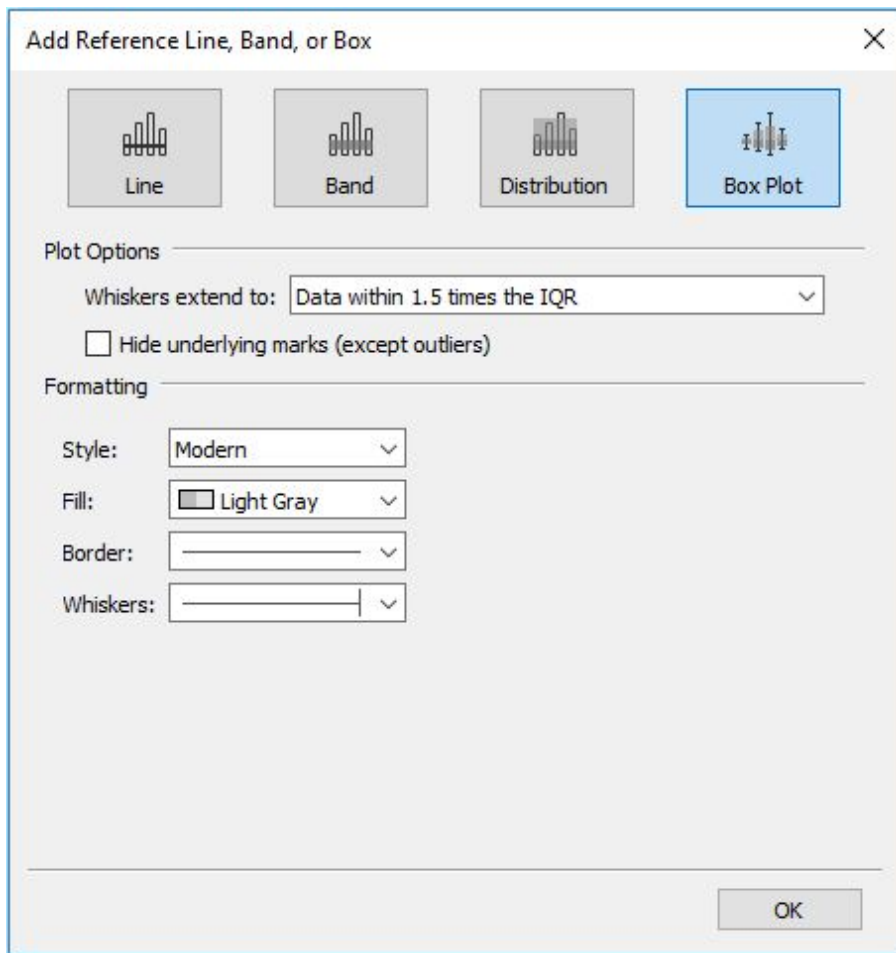 Add Reference Line, Band, or Box
Line Band Distribution Box Plot
Plot Options
Whiskers extend to: Data within 1.5 times the IQR
Hide underlying marks (except outliers)
Formatting
Style: Modern
Fill: Light Gray
Border:
Whiskers:
OK